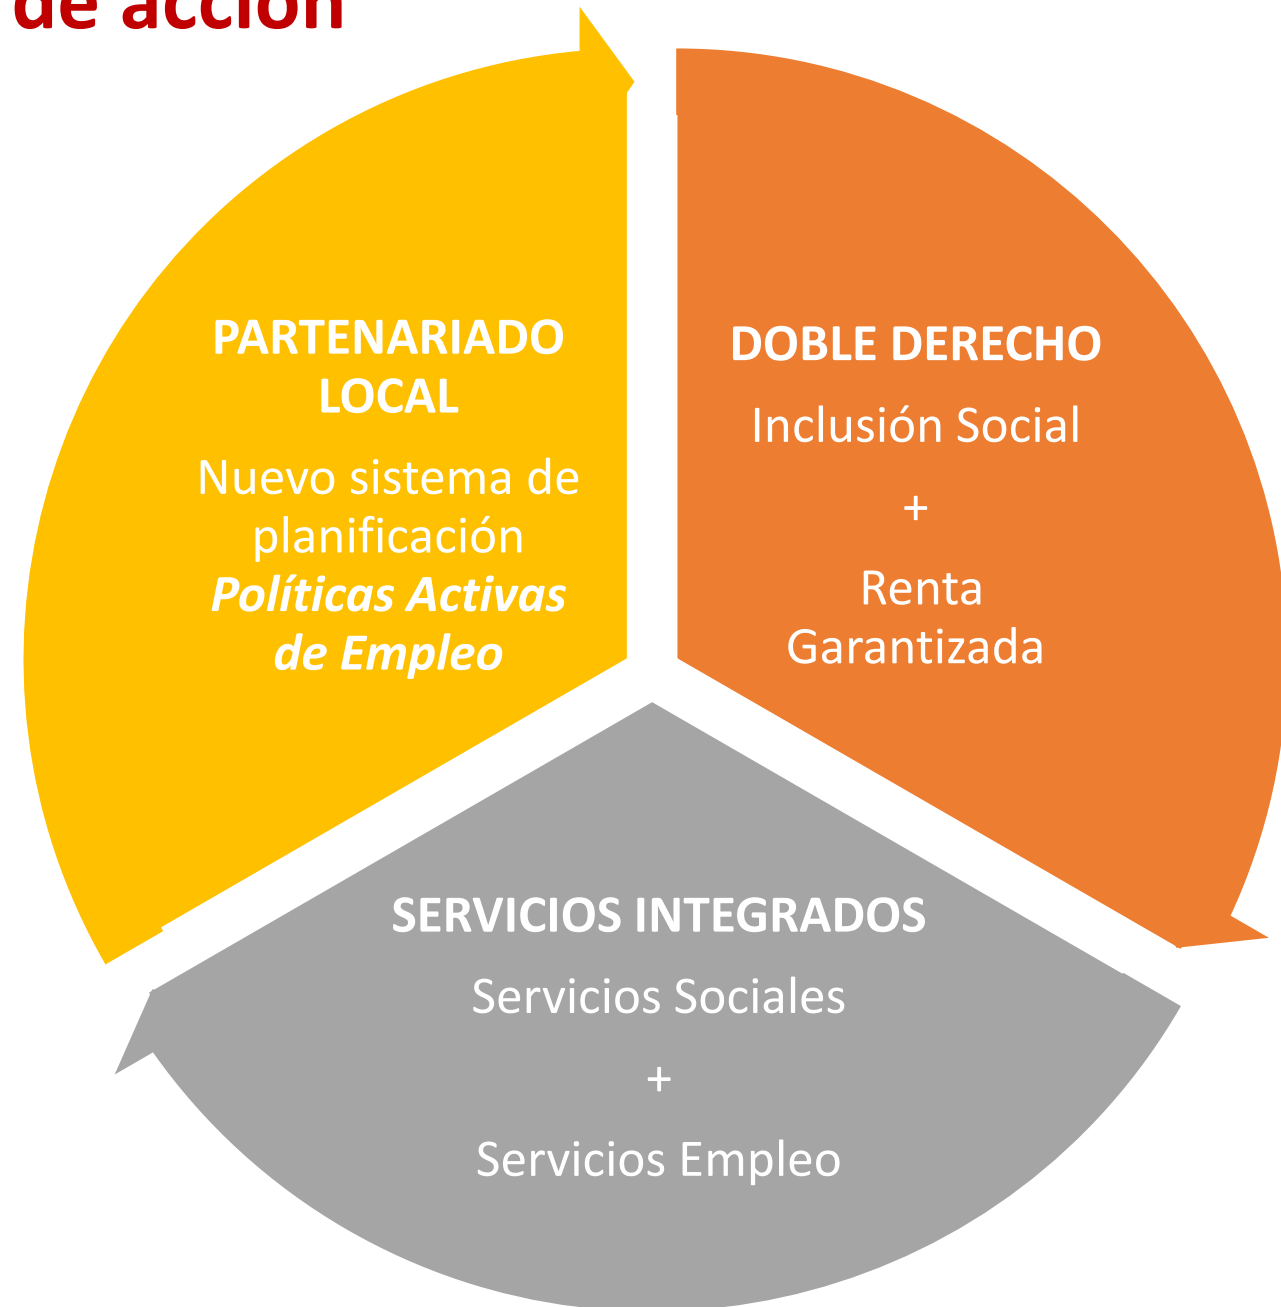 de acción
PARTENARIADO
LOCAL
Nuevo sistema de
planificación
Políticas Activas
de Empleo
DOBLE DERECHO
Inclusión Social
+
Renta
Garantizada
SERVICIOS INTEGRADOS
Servicios Sociales
+
Servicios Empleo